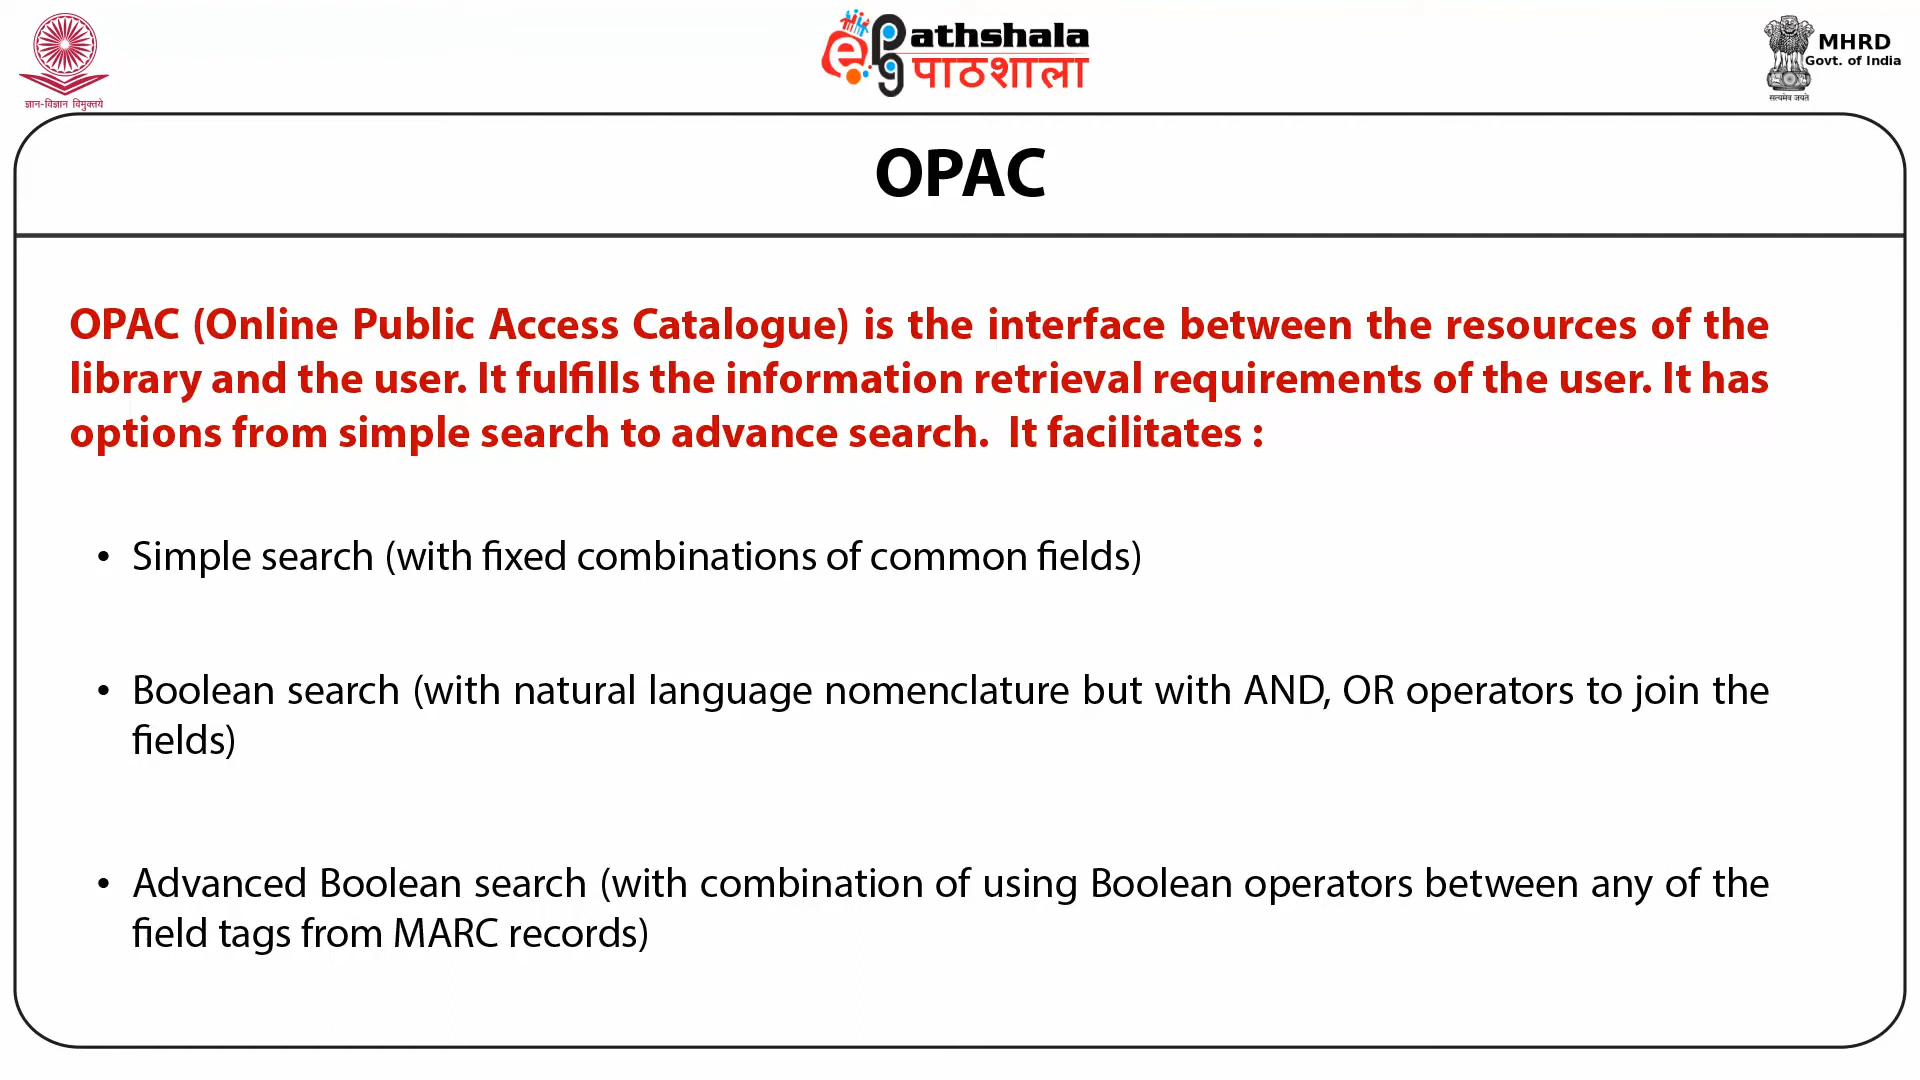 ज्ञान-विज्ञान विमुक्तये
ePg athshala
पाठशाला
MHRD
Govt. of India
सत्यमेव जयते
OPAC
OPAC (Online Public Access Catalogue) is the interface between the resources of the
library and the user. It fulfills the information retrieval requirements of the user. It has
options from simple search to advance search.  It facilitates :
• Simple search (with fixed combinations of common fields)
• Boolean search (with natural language nomenclature but with AND, OR operators to join the
fields)
• Advanced Boolean search (with combination of using Boolean operators between any of the
field tags from MARC records)